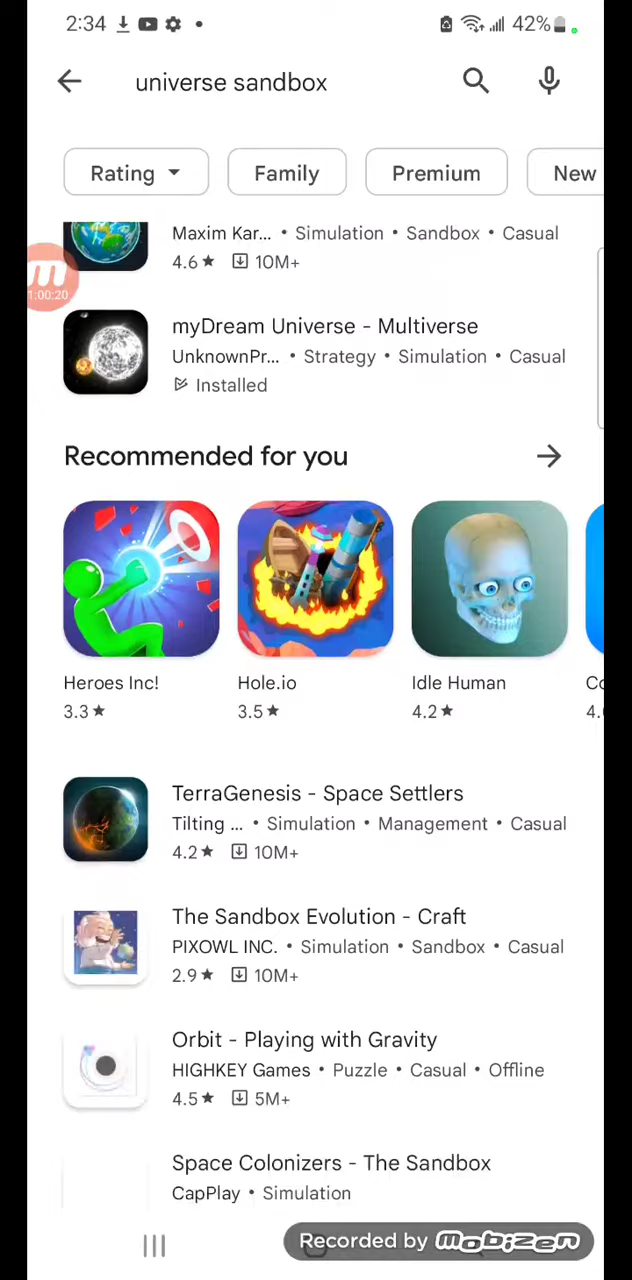 2:34 42%
universe sandbox
Rating Family Premium New
Maxim Kar... • Simulation • Sandbox • Casual
4.6★ 10M+
1:00:20
myDream Universe - Multiverse
UnknownPr... • Strategy • Simulation • Casual
Installed
Recommended for you
Heroes Inc! Hole.io Idle Human
3.3★ 3.5★ 4.2★ 4.
TerraGenesis - Space Settlers
Tilting ... • Simulation • Management • Casual
4.2★ 10M+
The Sandbox Evolution - Craft
PIXOWL INC. • Simulation • Sandbox • Casual
2.9★ 10M+
Orbit - Playing with Gravity
HIGHKEY Games • Puzzle • Casual • Offline
4.5★ 5M+
Space Colonizers - The Sandbox
CapPlay • Simulation
Recorded by mobizen